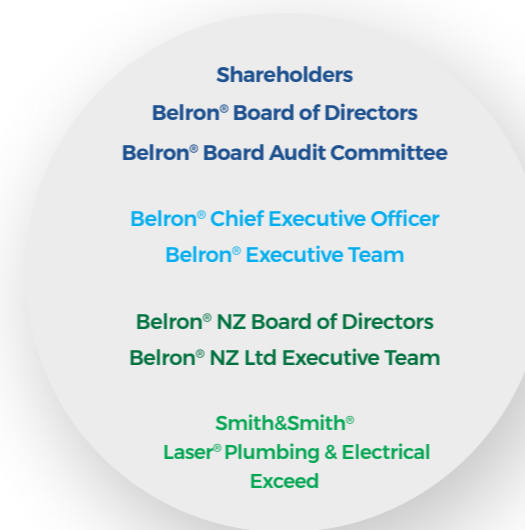 Shareholders
Belron® Board of Directors
Belron® Board Audit Committee
Belron® Chief Executive Officer
Belron® Executive Team
Belron® NZ Board of Directors
Belron® NZ Ltd Executive Team
Smith&Smith®
Laser® Plumbing & Electrical
Exceed